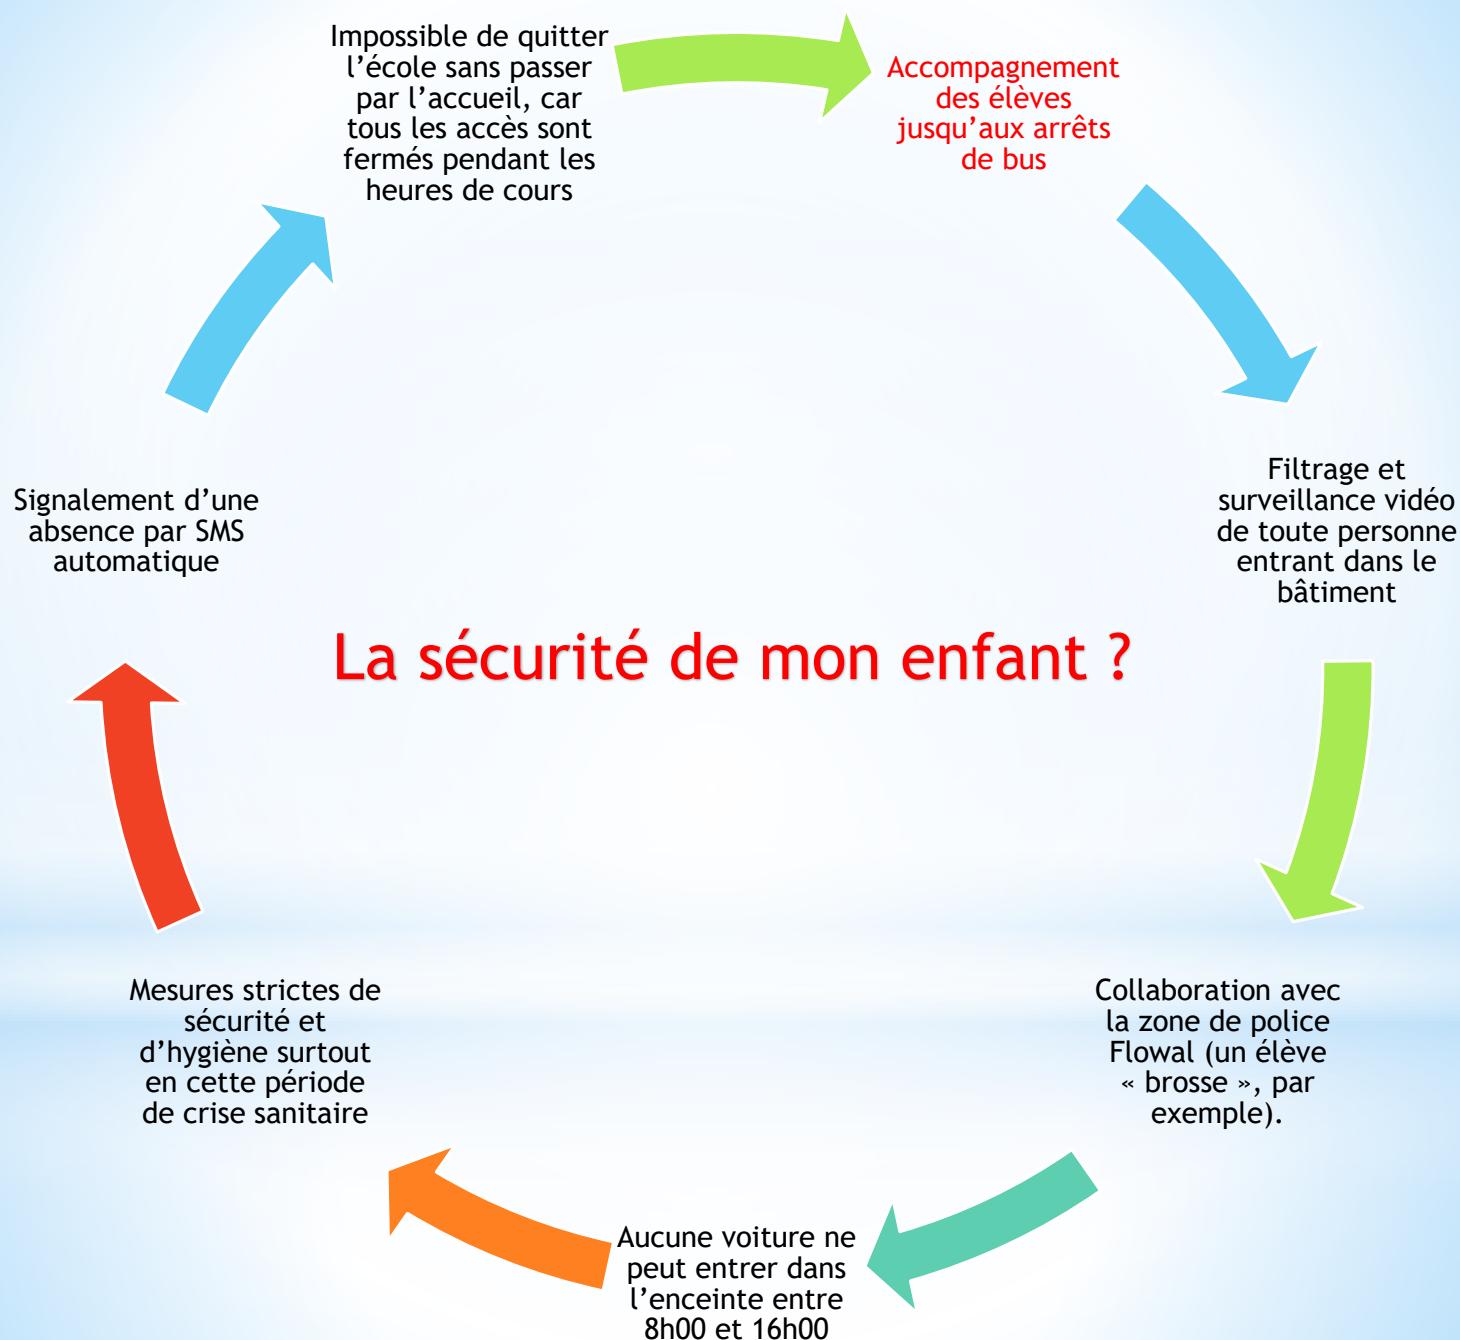 Impossible de quitter
l’école sans passer
par l’accueil, car
tous les accès sont
fermés pendant les
heures de cours
Accompagnement
des élèves
jusqu’aux arrêts
de bus
Filtrage et
surveillance vidéo
de toute personne
entrant dans le
bâtiment
Collaboration avec
la zone de police
Flowal (un élève
« brosse », par
exemple).
Aucune voiture ne
peut entrer dans
l’enceinte entre
8h00 et 16h00
Mesures strictes de
sécurité et
d’hygiène surtout
en cette période
de crise sanitaire
Signalement d’une
absence par SMS
automatique
La sécurité de mon enfant ?